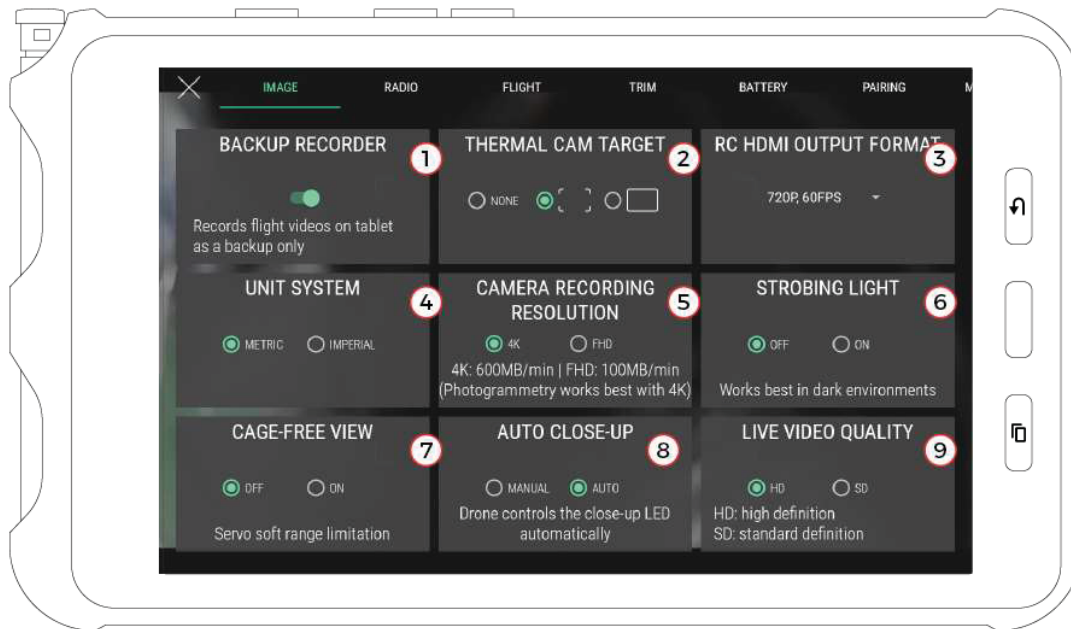 IMAGE RADIO FLIGHT TRIM BATTERY PAIRING M
BACKUP RECORDER
1
Records flight videos on tablet
as a backup only
THERMAL CAM TARGET
2
NONE
RC HDMI OUTPUT FORMAT
3
720P, 60FPS
UNIT SYSTEM
4
METRIC IMPERIAL
CAMERA RECORDING
RESOLUTION
5
4K FHD
4K: 600MB/min | FHD: 100MB/min
(Photogrammetry works best with 4K)
STROBING LIGHT
6
OFF ON
Works best in dark environments
CAGE-FREE VIEW
7
OFF ON
Servo soft range limitation
AUTO CLOSE-UP
8
MANUAL AUTO
Drone controls the close-up LED
automatically
LIVE VIDEO QUALITY
9
HD SD
HD: high definition
SD: standard definition